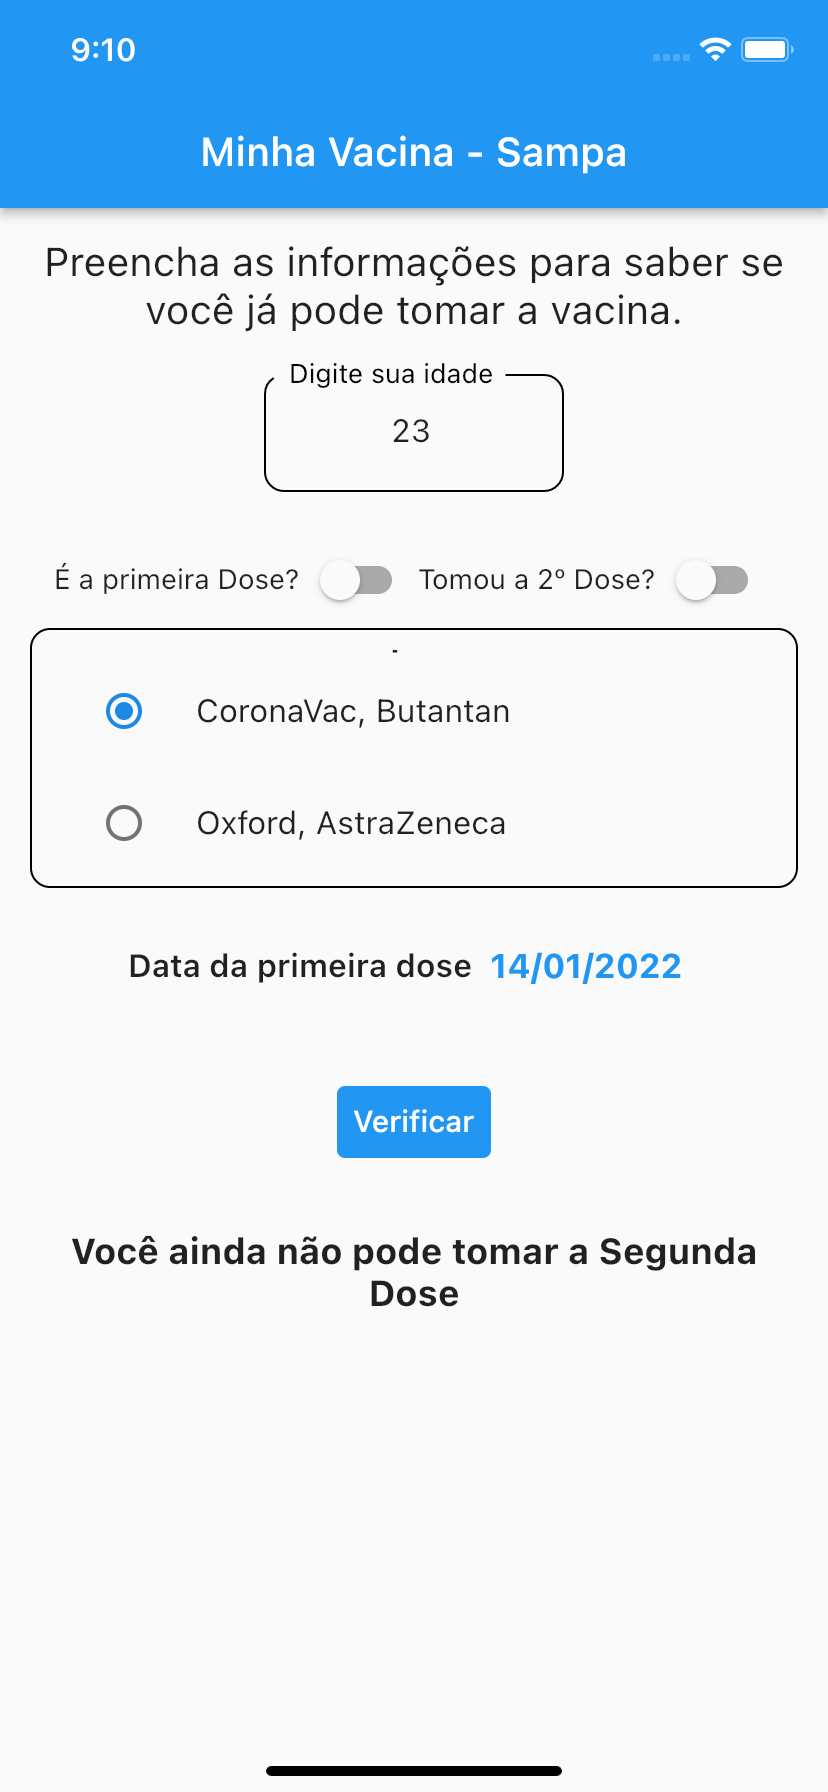 9:10
Minha Vacina - Sampa
Preencha as informações para saber se
você já pode tomar a vacina.
Digite sua idade
23
É a primeira Dose? Tomou a 2º Dose?
-
CoronaVac, Butantan
Oxford, AstraZeneca
Data da primeira dose 14/01/2022
Verificar
Você ainda não pode tomar a Segunda
Dose